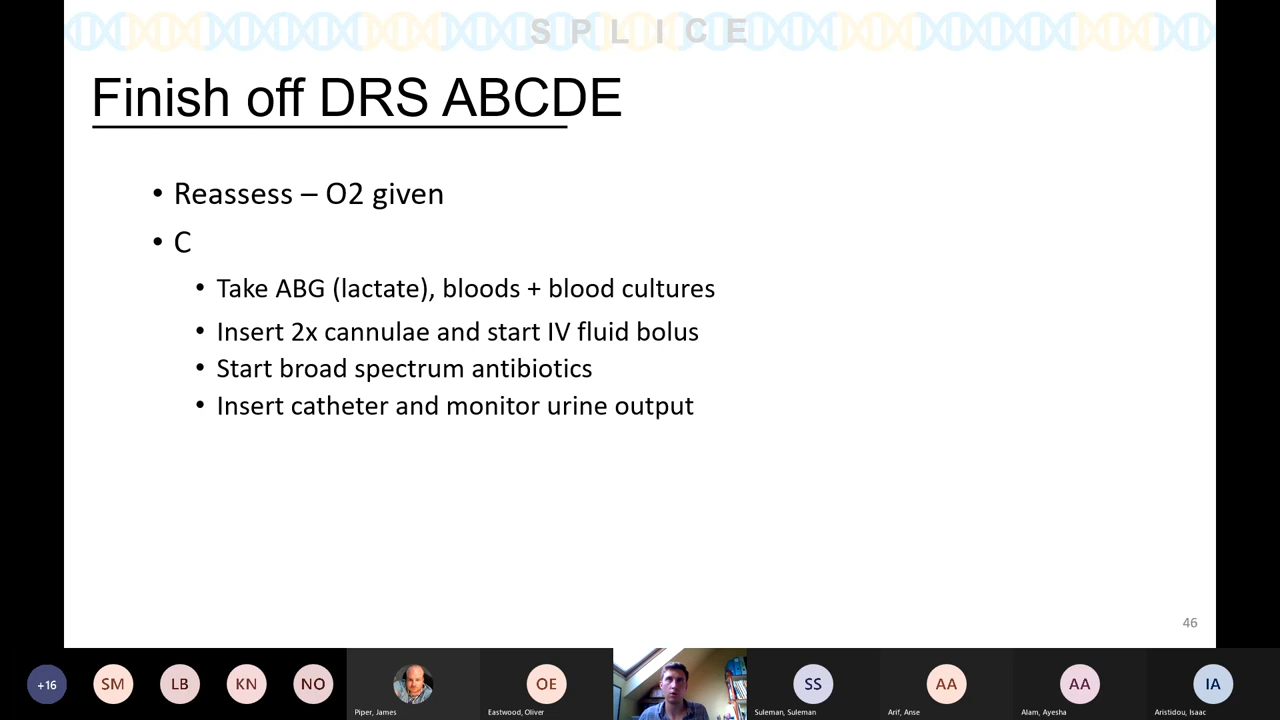 S P L I C E
Finish off DRS ABCDE
• Reassess – O2 given
• C
• Take ABG (lactate), bloods + blood cultures
• Insert 2x cannulae and start IV fluid bolus
• Start broad spectrum antibiotics
• Insert catheter and monitor urine output
46
+16 SM LB KN NO OE SS AA AA IA
Piper, James Eastwood, Oliver Suleman, Suleman Arif, Anse Alam, Ayesha Aristidou, Isaac